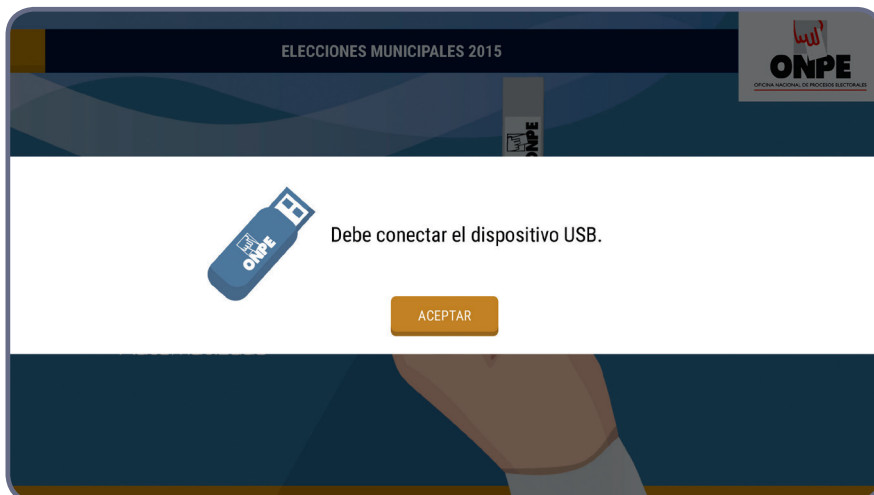 ELECCIONES MUNICIPALES 2015
ONPE
OFICINA NACIONAL DE PROCESOS ELECTORALES
ONPE
ONPE
Debe conectar el dispositivo USB.
ACEPTAR